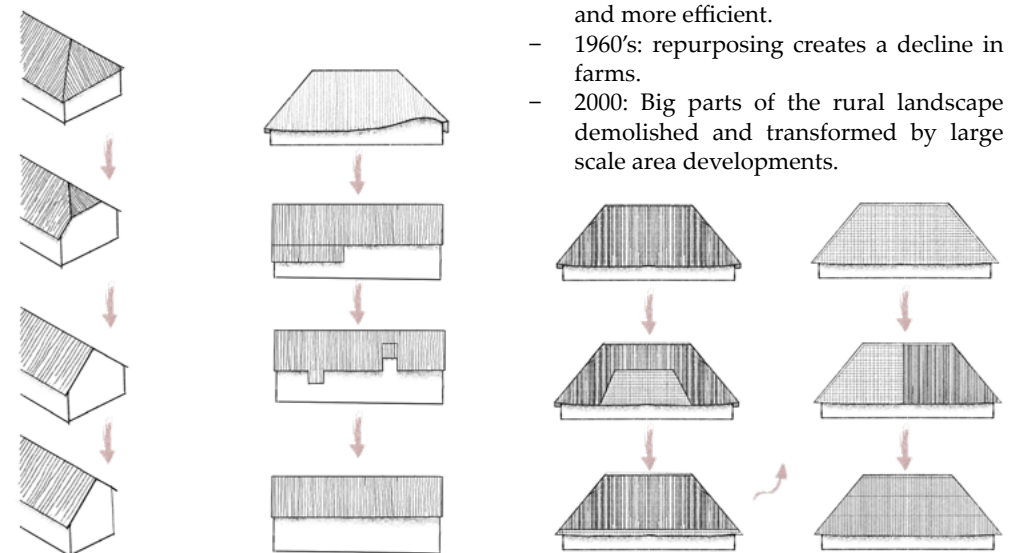 and more efficient.
– 1960's: repurposing creates a decline in
farms.
– 2000: Big parts of the rural landscape
demolished and transformed by large
scale area developments.